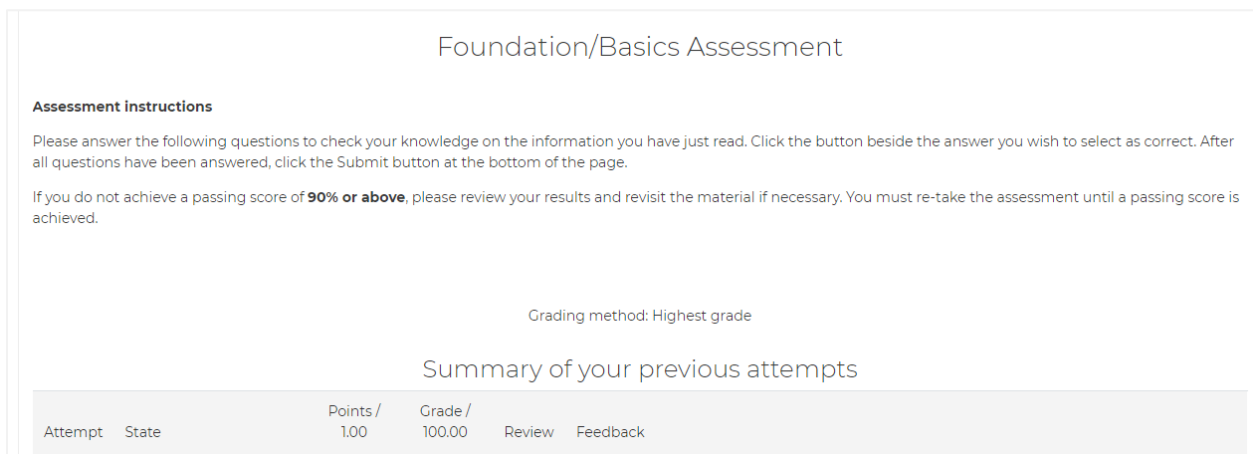 Foundation/Basics Assessment
Assessment instructions
Please answer the following questions to check your knowledge on the information you have just read. Click the button beside the answer you wish to select as correct. After
all questions have been answered, click the Submit button at the bottom of the page.
If you do not achieve a passing score of 90% or above, please review your results and revisit the material if necessary. You must re-take the assessment until a passing score is
achieved.
Grading method: Highest grade
Summary of your previous attempts
Points / Grade /
Attempt State 1.00 100.00 Review Feedback